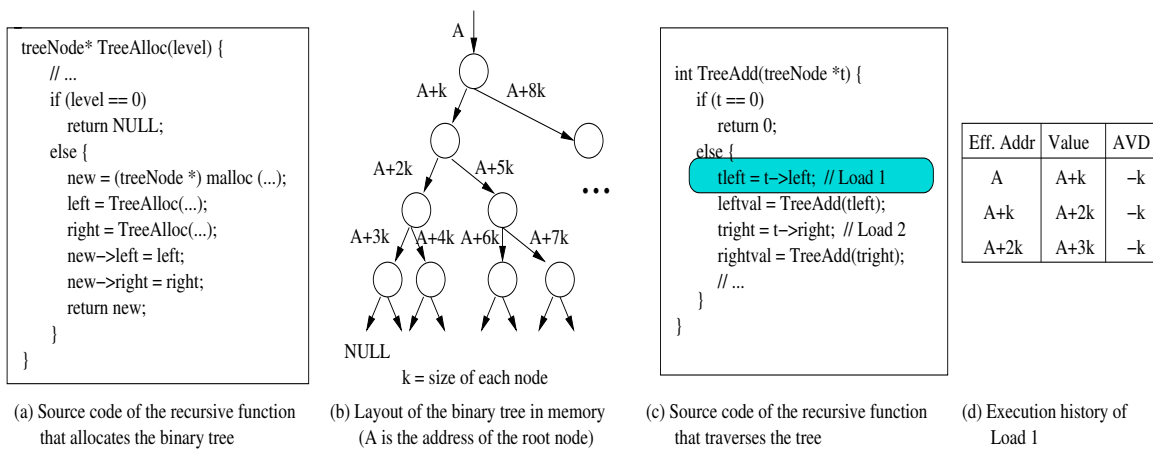 treeNode* TreeAlloc(level) {
// ...
if (level == 0)
return NULL;
else {
new = (treeNode *) malloc (...);
left = TreeAlloc(...);
right = TreeAlloc(...);
new−>left = left;
new−>right = right;
return new;
}
}
(a) Source code of the recursive function
that allocates the binary tree
A
A+k
A+8k
A+2k
A+5k
...
A+3k
A+4k
A+6k
A+7k
NULL
k = size of each node
(b) Layout of the binary tree in memory
(A is the address of the root node)
int TreeAdd(treeNode *t) {
if (t == 0)
return 0;
else {
tleft = t−>left; // Load 1
leftval = TreeAdd(tleft);
tright = t−>right; // Load 2
rightval = TreeAdd(tright);
// ...
}
}
(c) Source code of the recursive function
that traverses the tree
Eff. Addr Value AVD
A A+k −k
A+k A+2k −k
A+2k A+3k −k
(d) Execution history of
Load 1